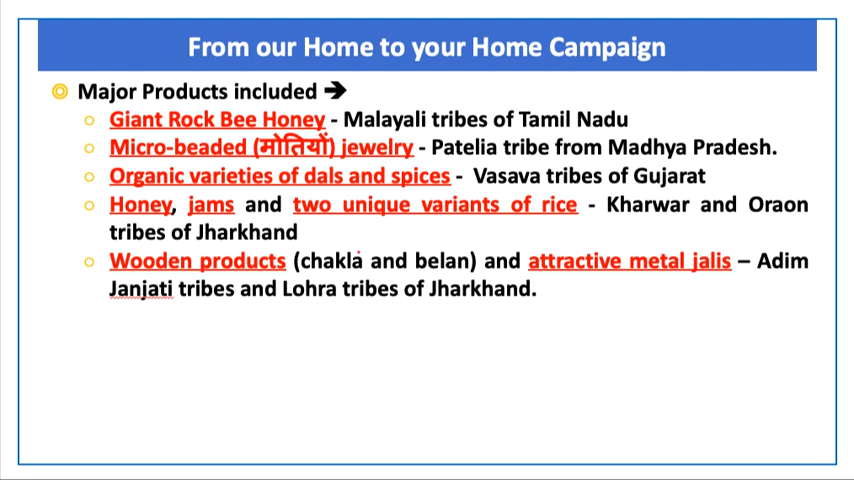 From our Home to your Home Campaign
Major Products included ➔
Giant Rock Bee Honey - Malayali tribes of Tamil Nadu
Micro-beaded (मोतियों) jewelry - Patelia tribe from Madhya Pradesh.
Organic varieties of dals and spices - Vasava tribes of Gujarat
Honey, jams and two unique variants of rice - Kharwar and Oraon
tribes of Jharkhand
Wooden products (chakla and belan) and attractive metal jalis – Adim
Janjati tribes and Lohra tribes of Jharkhand.